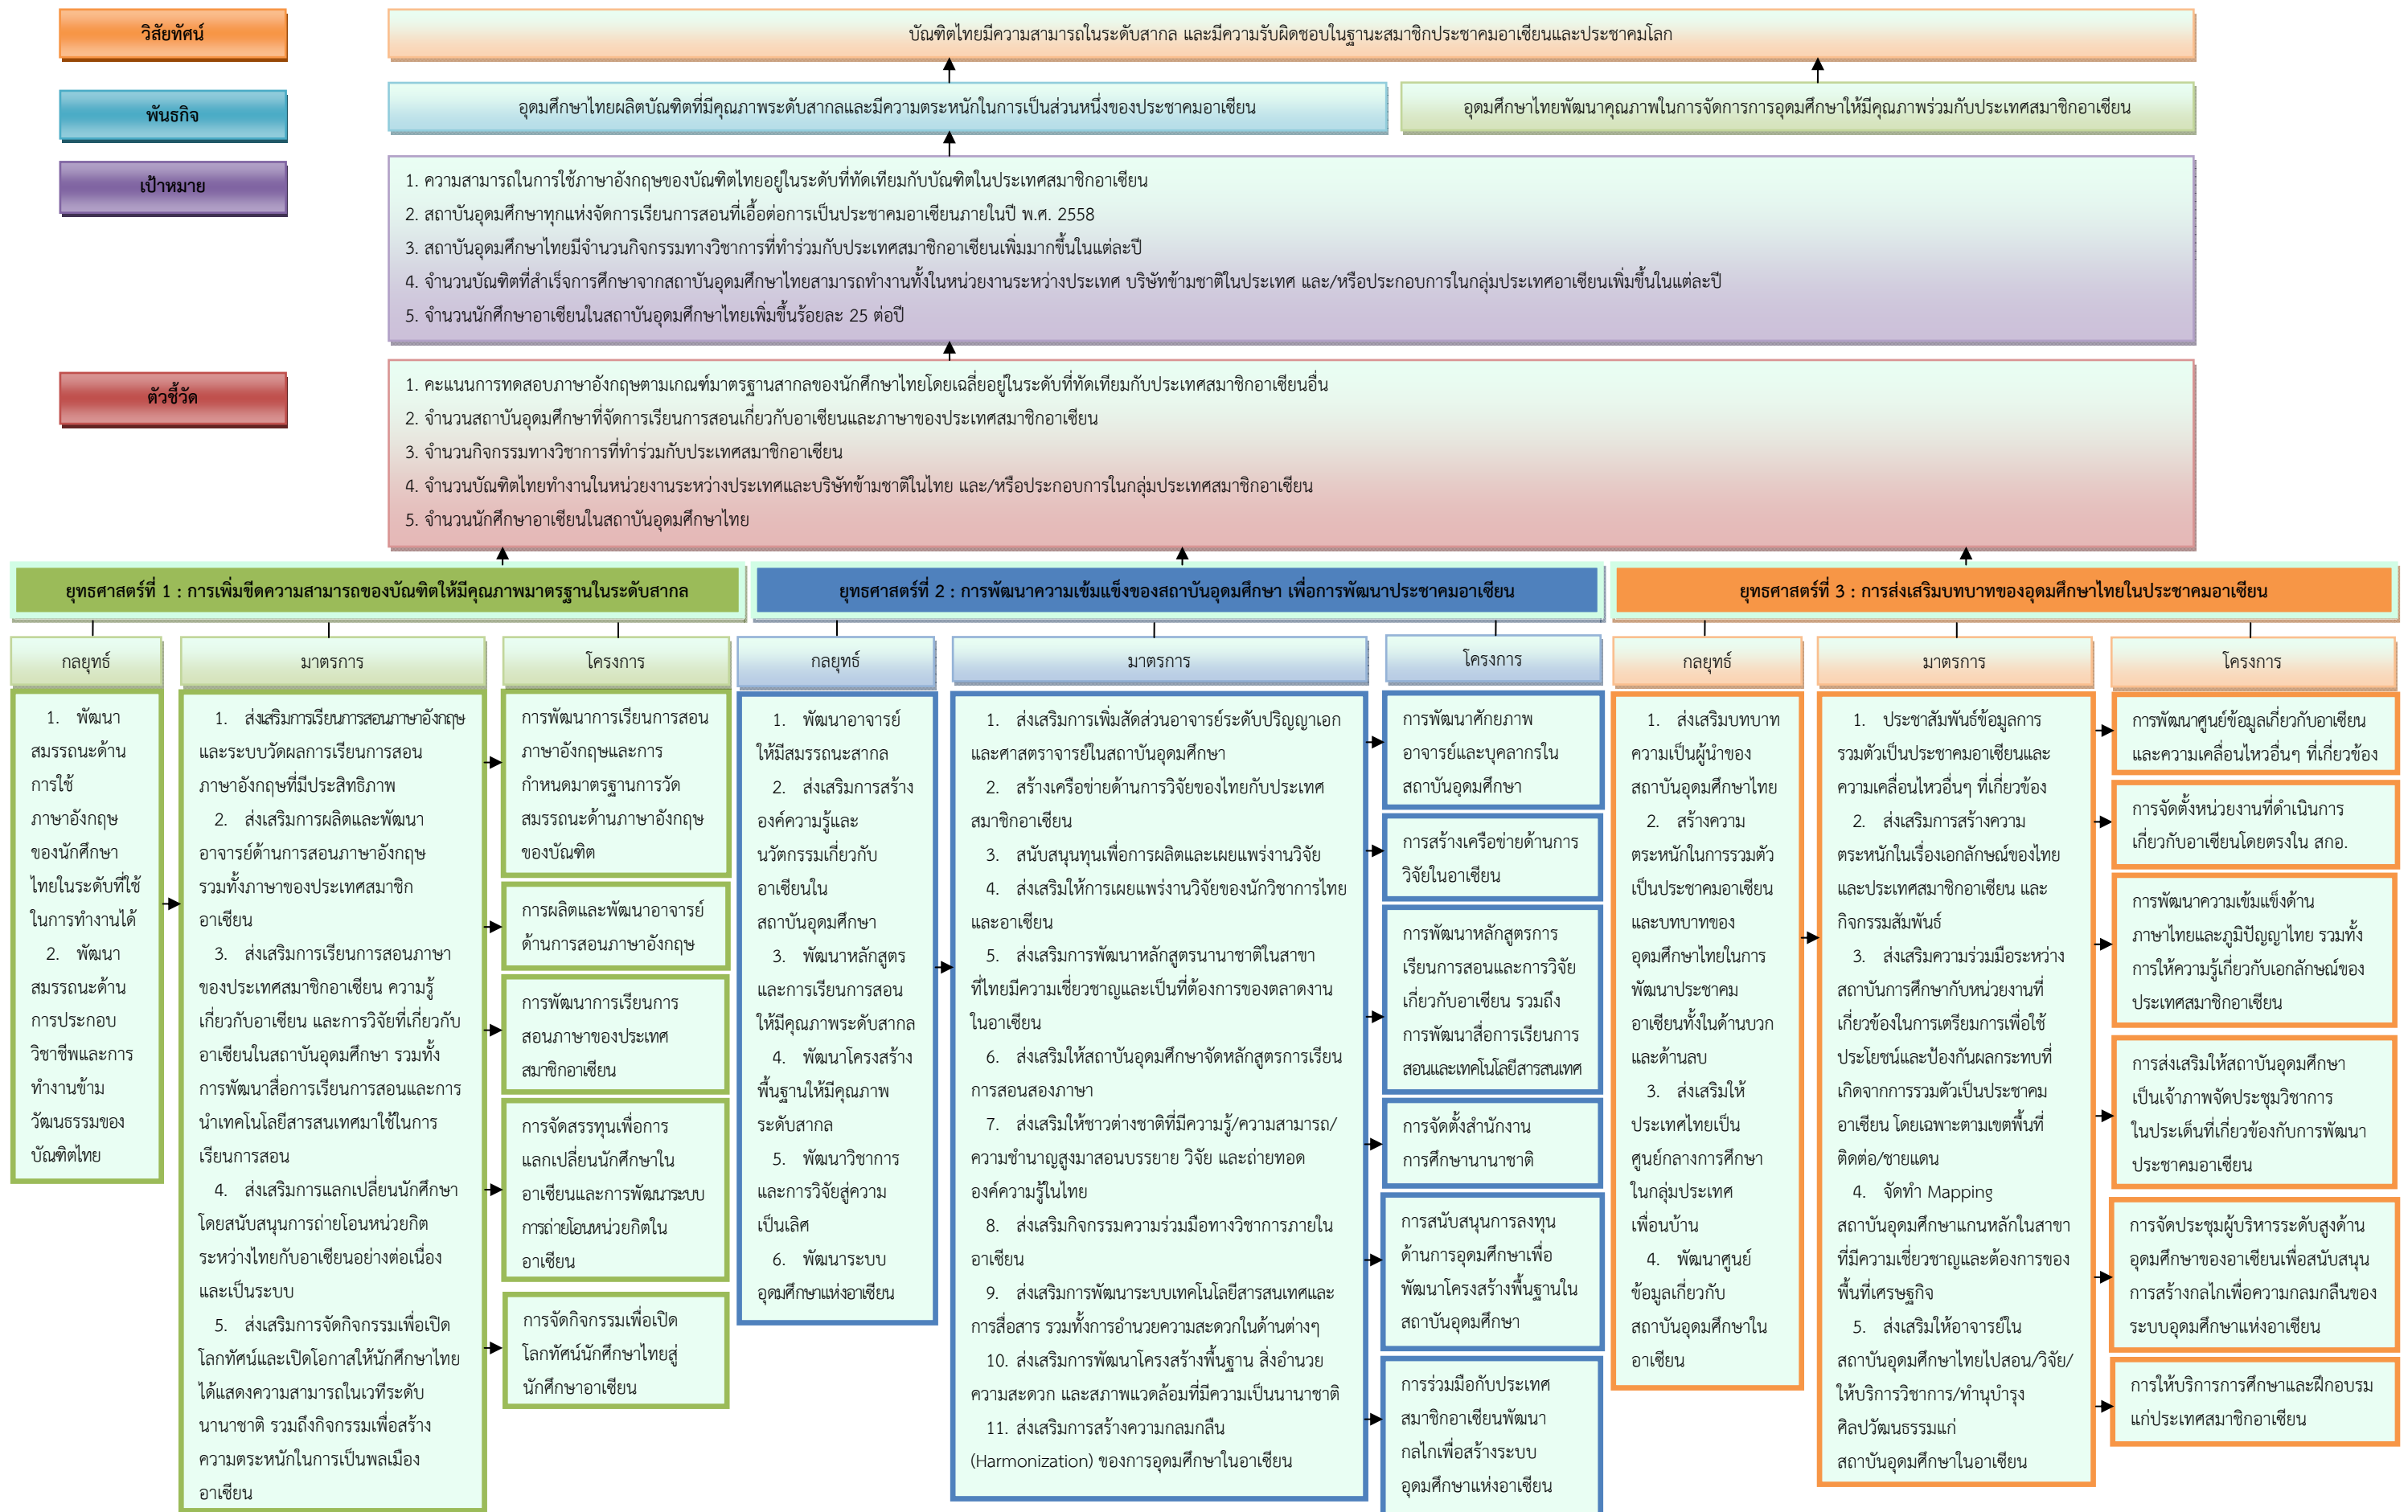 วิสัยทัศน์
บัณฑิตไทยมีความสามารถในระดับสากล และมีความรับผิดชอบในฐานะสมาชิกประชาคมอาเซียนและประชาคมโลก
พันธกิจ
อุดมศึกษาไทยผลิตบัณฑิตที่มีคุณภาพระดับสากลและมีความตระหนักในการเป็นส่วนหนึ่งของประชาคมอาเซียน
อุดมศึกษาไทยพัฒนาคุณภาพในการจัดการการอุดมศึกษาให้มีคุณภาพร่วมกับประเทศสมาชิกอาเซียน
เป้าหมาย
1. ความสามารถในการใช้ภาษาอังกฤษของบัณฑิตไทยอยู่ในระดับที่ทัดเทียมกับบัณฑิตในประเทศสมาชิกอาเซียน
2. สถาบันอุดมศึกษาทุกแห่งจัดการเรียนการสอนที่เอื้อต่อการเป็นประชาคมอาเซียนภายในปี พ.ศ. 2558
3. สถาบันอุดมศึกษาไทยมีจำนวนกิจกรรมทางวิชาการที่ทำร่วมกับประเทศสมาชิกอาเซียนเพิ่มมากขึ้นในแต่ละปี
4. จำนวนบัณฑิตที่สำเร็จการศึกษาจากสถาบันอุดมศึกษาไทยสามารถทำงานทั้งในหน่วยงานระหว่างประเทศ บริษัทข้ามชาติในประเทศ และ/หรือประกอบการในกลุ่มประเทศอาเซียนเพิ่มขึ้นในแต่ละปี
5. จำนวนนักศึกษาอาเซียนในสถาบันอุดมศึกษาไทยเพิ่มขึ้นร้อยละ 25 ต่อปี
ตัวชี้วัด
1. คะแนนการทดสอบภาษาอังกฤษตามเกณฑ์มาตรฐานสากลของนักศึกษาไทยโดยเฉลี่ยอยู่ในระดับที่ทัดเทียมกับประเทศสมาชิกอาเซียนอื่น
2. จำนวนสถาบันอุดมศึกษาที่จัดการเรียนการสอนเกี่ยวกับอาเซียนและภาษาของประเทศสมาชิกอาเซียน
3. จำนวนกิจกรรมทางวิชาการที่ทำร่วมกับประเทศสมาชิกอาเซียน
4. จำนวนบัณฑิตไทยทำงานในหน่วยงานระหว่างประเทศและบริษัทข้ามชาติในไทย และ/หรือประกอบการในกลุ่มประเทศสมาชิกอาเซียน
5. จำนวนนักศึกษาอาเซียนในสถาบันอุดมศึกษาไทย
ยุทธศาสตร์ที่ 1 : การเพิ่มขีดความสามารถของบัณฑิตให้มีคุณภาพมาตรฐานในระดับสากล
กลยุทธ์
1. พัฒนา
สมรรถนะด้าน
การใช้
ภาษาอังกฤษ
ของนักศึกษา
ไทยในระดับที่ใช้
ในการทำงานได้
2. พัฒนา
สมรรถนะด้าน
การประกอบ
วิชาชีพและการ
ทำงานข้าม
วัฒนธรรมของ
บัณฑิตไทย
มาตรการ
1. ส่งเสริมการเรียนการสอนภาษาอังกฤษ
และระบบวัดผลการเรียนการสอน
ภาษาอังกฤษที่มีประสิทธิภาพ
2. ส่งเสริมการผลิตและพัฒนา
อาจารย์ด้านการสอนภาษาอังกฤษ
รวมทั้งภาษาของประเทศสมาชิก
อาเซียน
3. ส่งเสริมการเรียนการสอนภาษา
ของประเทศสมาชิกอาเซียน ความรู้
เกี่ยวกับอาเซียน และการวิจัยที่เกี่ยวกับ
อาเซียนในสถาบันอุดมศึกษา รวมทั้ง
การพัฒนาสื่อการเรียนการสอนและการ
นำเทคโนโลยีสารสนเทศมาใช้ในการ
เรียนการสอน
4. ส่งเสริมการแลกเปลี่ยนนักศึกษา
โดยสนับสนุนการถ่ายโอนหน่วยกิต
ระหว่างไทยกับอาเซียนอย่างต่อเนื่อง
และเป็นระบบ
5. ส่งเสริมการจัดกิจกรรมเพื่อเปิด
โลกทัศน์และเปิดโอกาสให้นักศึกษาไทย
ได้แสดงความสามารถในเวทีระดับ
นานาชาติ รวมถึงกิจกรรมเพื่อสร้าง
ความตระหนักในการเป็นพลเมือง
อาเซียน
โครงการ
การพัฒนาการเรียนการสอน
ภาษาอังกฤษและการ
กำหนดมาตรฐานการวัด
สมรรถนะด้านภาษาอังกฤษ
ของบัณฑิต
การผลิตและพัฒนาอาจารย์
ด้านการสอนภาษาอังกฤษ
การพัฒนาการเรียนการ
สอนภาษาของประเทศ
สมาชิกอาเซียน
การจัดสรรทุนเพื่อการ
แลกเปลี่ยนนักศึกษาใน
อาเซียนและการพัฒนาระบบ
การถ่ายโอนหน่วยกิตใน
อาเซียน
การจัดกิจกรรมเพื่อเปิด
โลกทัศน์นักศึกษาไทยสู่
นักศึกษาอาเซียน
ยุทธศาสตร์ที่ 2 : การพัฒนาความเข้มแข็งของสถาบันอุดมศึกษา เพื่อการพัฒนาประชาคมอาเซียน
กลยุทธ์
1. พัฒนาอาจารย์
ให้มีสมรรถนะสากล
2. ส่งเสริมการสร้าง
องค์ความรู้และ
นวัตกรรมเกี่ยวกับ
อาเซียนใน
สถาบันอุดมศึกษา
3. พัฒนาหลักสูตร
และการเรียนการสอน
ให้มีคุณภาพระดับสากล
4. พัฒนาโครงสร้าง
พื้นฐานให้มีคุณภาพ
ระดับสากล
5. พัฒนาวิชาการ
และการวิจัยสู่ความ
เป็นเลิศ
6. พัฒนาระบบ
อุดมศึกษาแห่งอาเซียน
มาตรการ
1. ส่งเสริมการเพิ่มสัดส่วนอาจารย์ระดับปริญญาเอก
และศาสตราจารย์ในสถาบันอุดมศึกษา
2. สร้างเครือข่ายด้านการวิจัยของไทยกับประเทศ
สมาชิกอาเซียน
3. สนับสนุนทุนเพื่อการผลิตและเผยแพร่งานวิจัย
4. ส่งเสริมให้การเผยแพร่งานวิจัยของนักวิชาการไทย
และอาเซียน
5. ส่งเสริมการพัฒนาหลักสูตรนานาชาติในสาขา
ที่ไทยมีความเชี่ยวชาญและเป็นที่ต้องการของตลาดงาน
ในอาเซียน
6. ส่งเสริมให้สถาบันอุดมศึกษาจัดหลักสูตรการเรียน
การสอนสองภาษา
7. ส่งเสริมให้ชาวต่างชาติที่มีความรู้/ความสามารถ/
ความชำนาญสูงมาสอนบรรยาย วิจัย และถ่ายทอด
องค์ความรู้ในไทย
8. ส่งเสริมกิจกรรมความร่วมมือทางวิชาการภายใน
อาเซียน
9. ส่งเสริมการพัฒนาระบบเทคโนโลยีสารสนเทศและ
การสื่อสาร รวมทั้งการอำนวยความสะดวกในด้านต่างๆ
10. ส่งเสริมการพัฒนาโครงสร้างพื้นฐาน สิ่งอำนวย
ความสะดวก และสภาพแวดล้อมที่มีความเป็นนานาชาติ
11. ส่งเสริมการสร้างความกลมกลืน
(Harmonization) ของการอุดมศึกษาในอาเซียน
โครงการ
การพัฒนาศักยภาพ
อาจารย์และบุคลากรใน
สถาบันอุดมศึกษา
การสร้างเครือข่ายด้านการ
วิจัยในอาเซียน
การพัฒนาหลักสูตรการ
เรียนการสอนและการวิจัย
เกี่ยวกับอาเซียน รวมถึง
การพัฒนาสื่อการเรียนการ
สอนและเทคโนโลยีสารสนเทศ
การจัดตั้งสำนักงาน
การศึกษานานาชาติ
การสนับสนุนการลงทุน
ด้านการอุดมศึกษาเพื่อ
พัฒนาโครงสร้างพื้นฐานใน
สถาบันอุดมศึกษา
การร่วมมือกับประเทศ
สมาชิกอาเซียนพัฒนา
กลไกเพื่อสร้างระบบ
อุดมศึกษาแห่งอาเซียน
ยุทธศาสตร์ที่ 3 : การส่งเสริมบทบาทของอุดมศึกษาไทยในประชาคมอาเซียน
กลยุทธ์
1. ส่งเสริมบทบาท
ความเป็นผู้นำของ
สถาบันอุดมศึกษาไทย
2. สร้างความ
ตระหนักในการรวมตัว
เป็นประชาคมอาเซียน
และบทบาทของ
อุดมศึกษาไทยในการ
พัฒนาประชาคม
อาเซียนทั้งในด้านบวก
และด้านลบ
3. ส่งเสริมให้
ประเทศไทยเป็น
ศูนย์กลางการศึกษา
ในกลุ่มประเทศ
เพื่อนบ้าน
4. พัฒนาศูนย์
ข้อมูลเกี่ยวกับ
สถาบันอุดมศึกษาใน
อาเซียน
มาตรการ
1. ประชาสัมพันธ์ข้อมูลการ
รวมตัวเป็นประชาคมอาเซียนและ
ความเคลื่อนไหวอื่นๆ ที่เกี่ยวข้อง
2. ส่งเสริมการสร้างความ
ตระหนักในเรื่องเอกลักษณ์ของไทย
และประเทศสมาชิกอาเซียน และ
กิจกรรมสัมพันธ์
3. ส่งเสริมความร่วมมือระหว่าง
สถาบันการศึกษากับหน่วยงานที่
เกี่ยวข้องในการเตรียมการเพื่อใช้
ประโยชน์และป้องกันผลกระทบที่
เกิดจากการรวมตัวเป็นประชาคม
อาเซียน โดยเฉพาะตามเขตพื้นที่
ติดต่อ/ชายแดน
4. จัดทำ Mapping
สถาบันอุดมศึกษาแกนหลักในสาขา
ที่มีความเชี่ยวชาญและต้องการของ
พื้นที่เศรษฐกิจ
5. ส่งเสริมให้อาจารย์ใน
สถาบันอุดมศึกษาไทยไปสอน/วิจัย/
ให้บริการวิชาการ/ทำนุบำรุง
ศิลปวัฒนธรรมแก่
สถาบันอุดมศึกษาในอาเซียน
โครงการ
การพัฒนาศูนย์ข้อมูลเกี่ยวกับอาเซียน
และความเคลื่อนไหวอื่นๆ ที่เกี่ยวข้อง
การจัดตั้งหน่วยงานที่ดำเนินการ
เกี่ยวกับอาเซียนโดยตรงใน สกอ.
การพัฒนาความเข้มแข็งด้าน
ภาษาไทยและภูมิปัญญาไทย รวมทั้ง
การให้ความรู้เกี่ยวกับเอกลักษณ์ของ
ประเทศสมาชิกอาเซียน
การส่งเสริมให้สถาบันอุดมศึกษา
เป็นเจ้าภาพจัดประชุมวิชาการ
ในประเด็นที่เกี่ยวข้องกับการพัฒนา
ประชาคมอาเซียน
การจัดประชุมผู้บริหารระดับสูงด้าน
อุดมศึกษาของอาเซียนเพื่อสนับสนุน
การสร้างกลไกเพื่อความกลมกลืนของ
ระบบอุดมศึกษาแห่งอาเซียน
การให้บริการการศึกษาและฝึกอบรม
แก่ประเทศสมาชิกอาเซียน